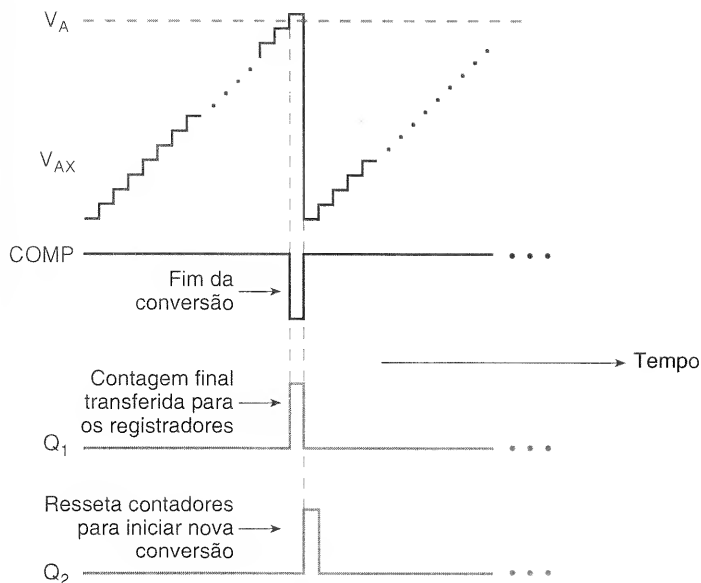 V_A
V_AX
COMP
Fim da
conversão
Tempo
Contagem final
transferida para
os registradores
Q_1
Resseta contadores
para iniciar nova
conversão
Q_2